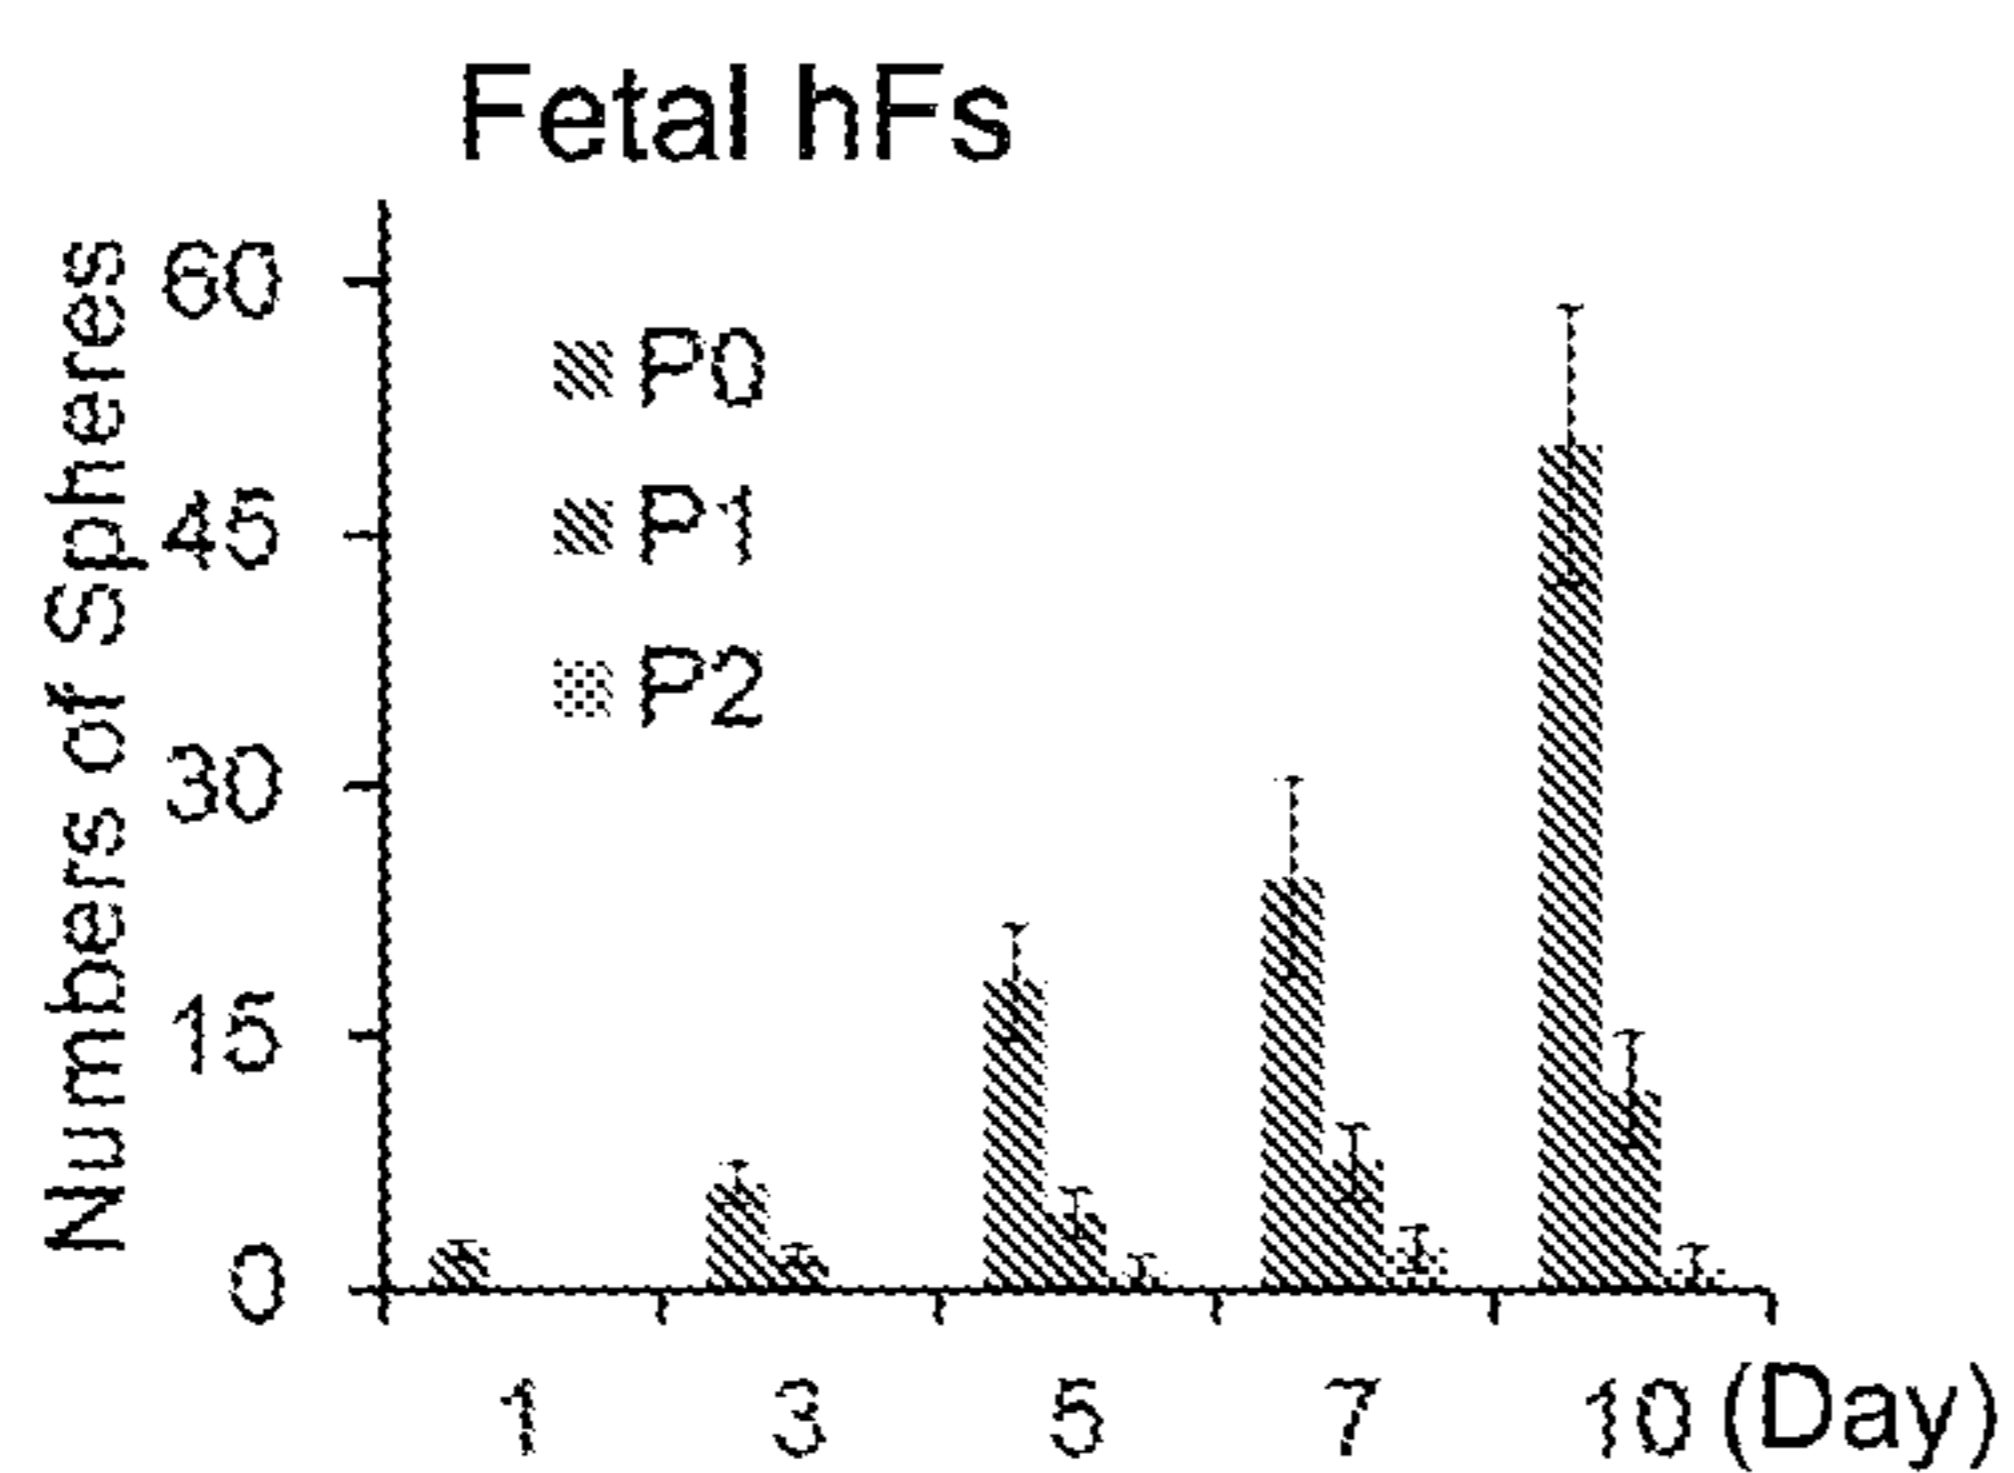 Fetal hFs
Numbers of Spheres
60
45
30
15
0
P0
P1
P2
1 3 5 7 10 (Day)